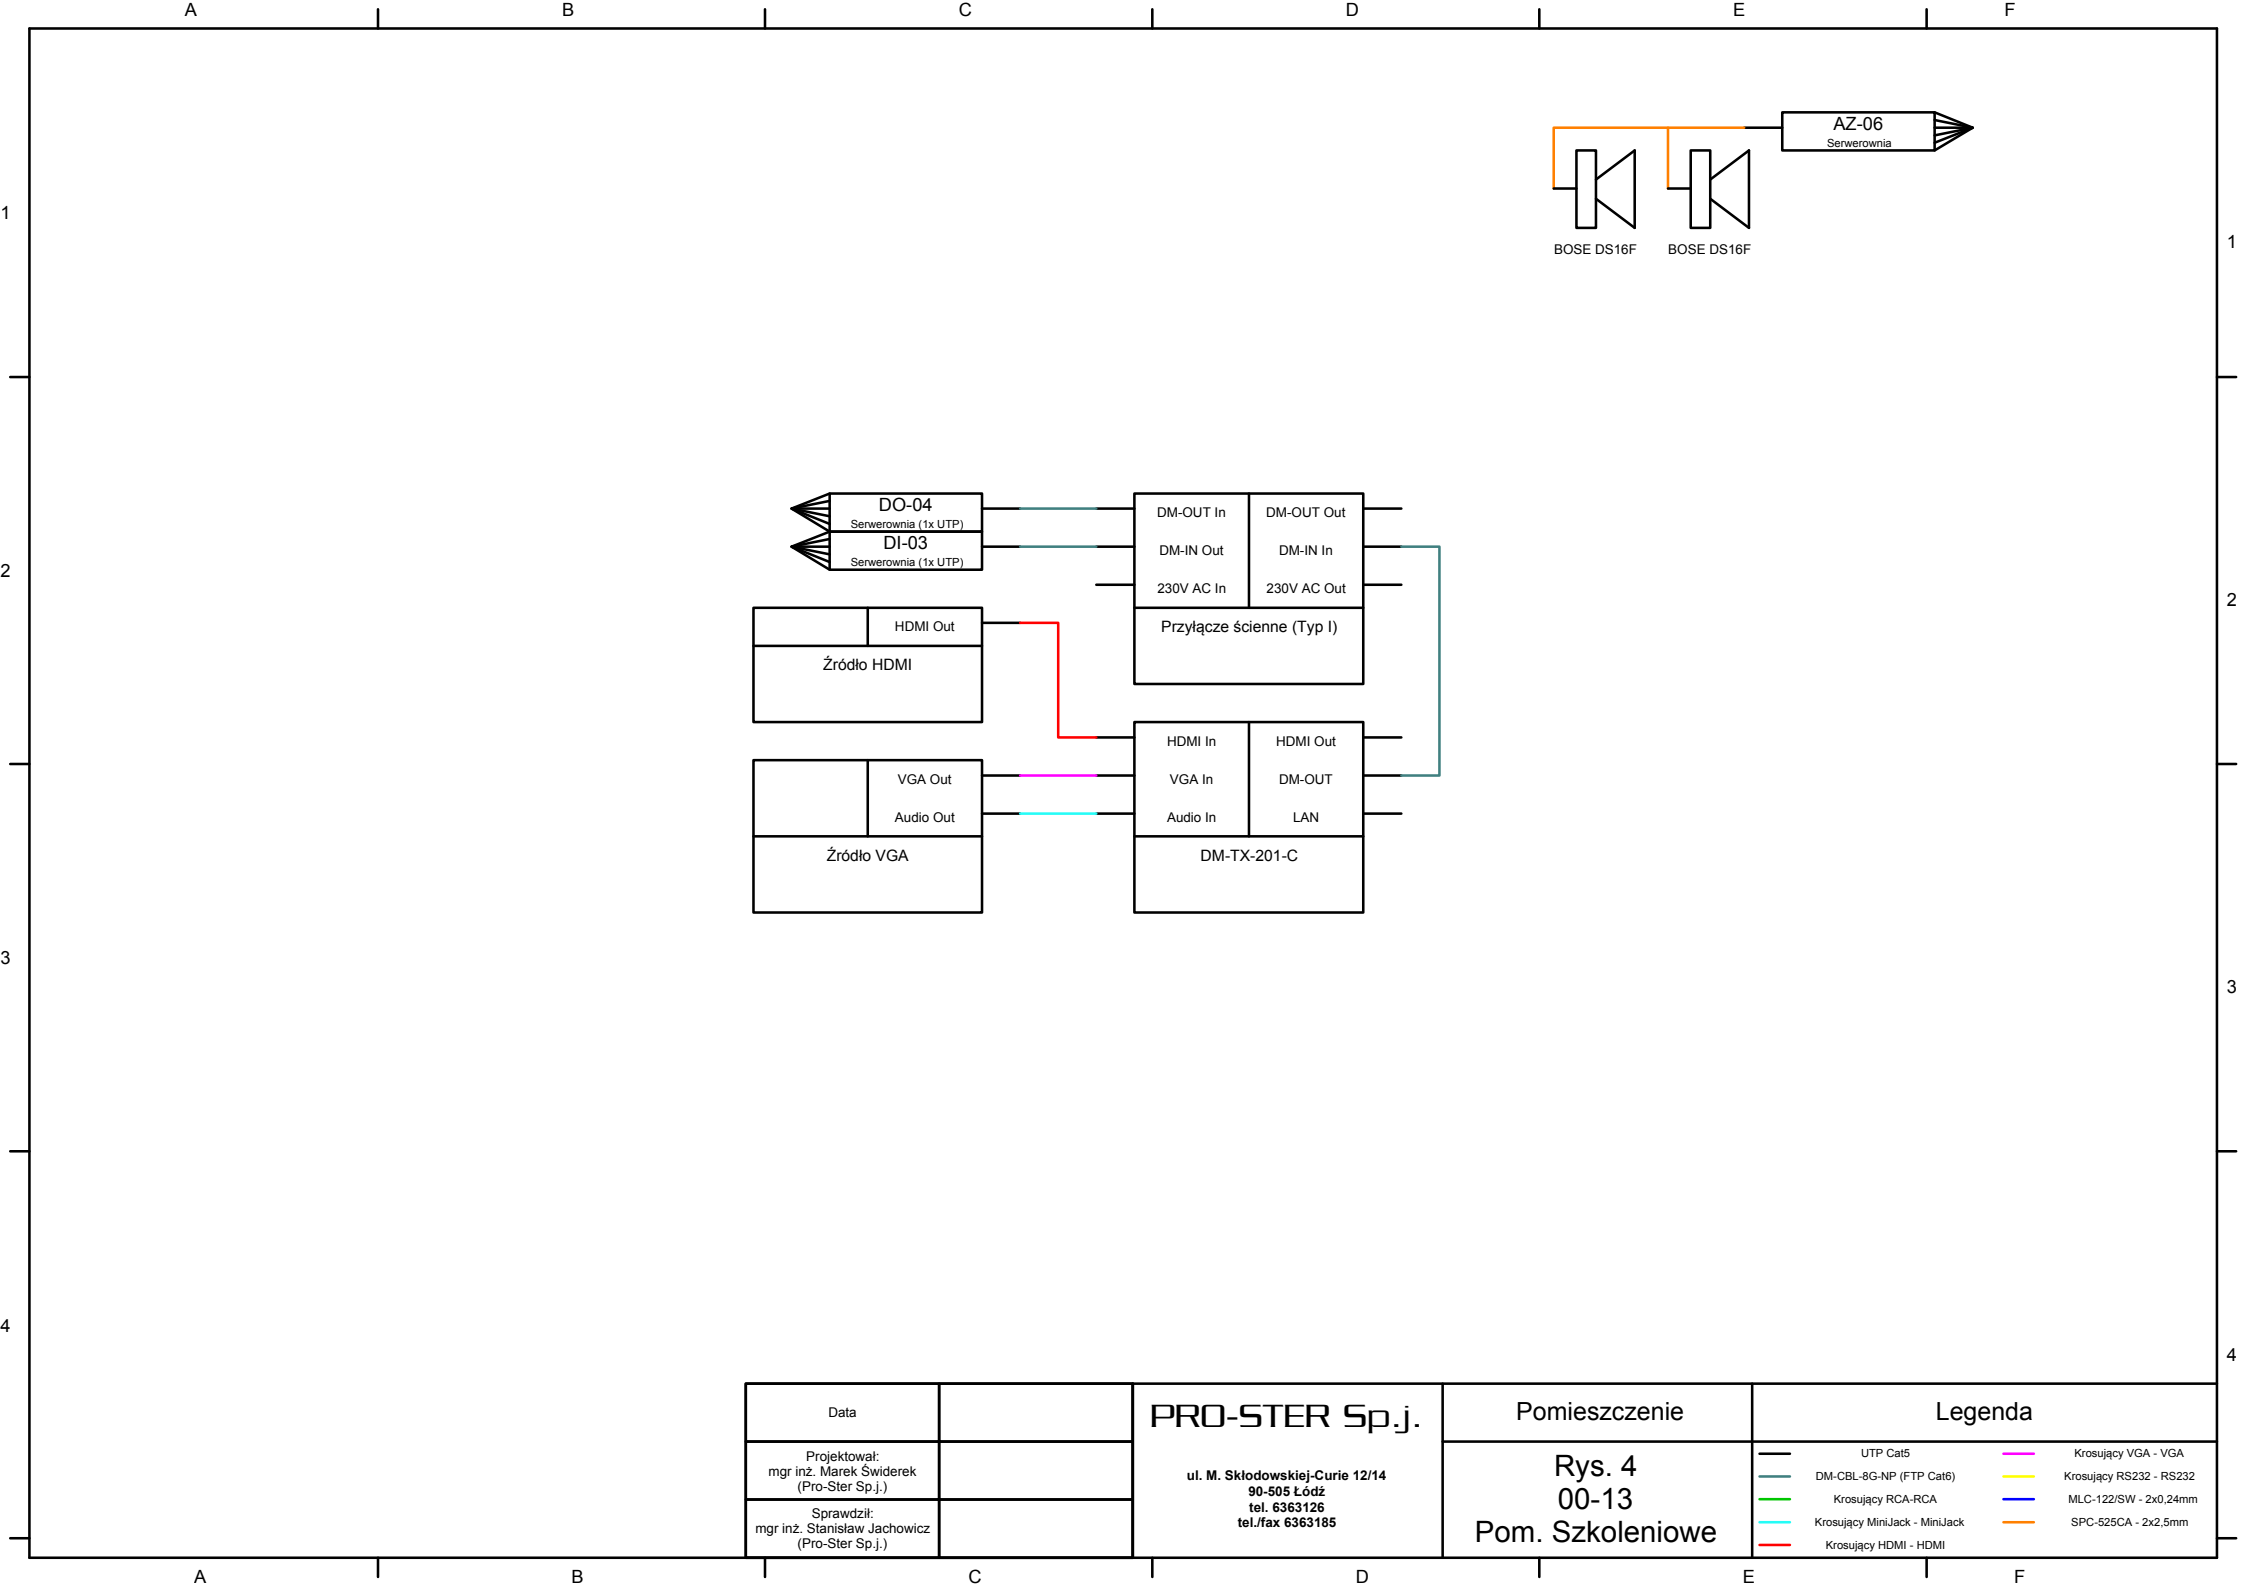 A B C D E F
AZ-06
Serwerownia
BOSE DS16F BOSE DS16F
1
1
DO-04
Serwerownia (1x UTP)
DI-03
Serwerownia (1x UTP)
DM-OUT In DM-OUT Out
DM-IN Out DM-IN In
230V AC In 230V AC Out
Przyłącze ścienne (Typ I)
2
2
HDMI Out
Źródło HDMI
HDMI In HDMI Out
VGA In DM-OUT
Audio In LAN
DM-TX-201-C
VGA Out
Audio Out
Źródło VGA
3
3
4
4
Data
Projektował:
mgr inż. Marek Świderek
(Pro-Ster Sp.j.)
Sprawdził:
mgr inż. Stanisław Jachowicz
(Pro-Ster Sp.j.)
PRO-STER Sp.j.
ul. M. Skłodowskiej-Curie 12/14
90-505 Łódź
tel. 6363126
tel./fax 6363185
Pomieszczenie
Rys. 4
00-13
Pom. Szkoleniowe
Legenda
UTP Cat5
DM-CBL-8G-NP (FTP Cat6)
Krosujący RCA-RCA
Krosujący MiniJack - MiniJack
Krosujący HDMI - HDMI
Krosujący VGA - VGA
Krosujący RS232 - RS232
MLC-122/SW - 2x0,24mm
SPC-525CA - 2x2,5mm
A B C D E F